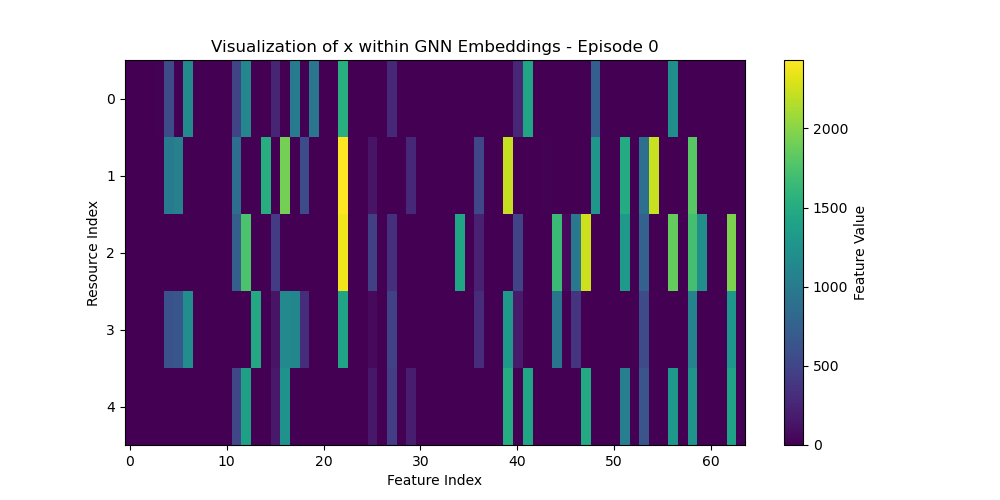 Visualization of x within GNN Embeddings - Episode 0
Resource Index
0
1
2
3
4
0 10 20 30 40 50 60
Feature Index
2000
1500
1000
500
0
Feature Value